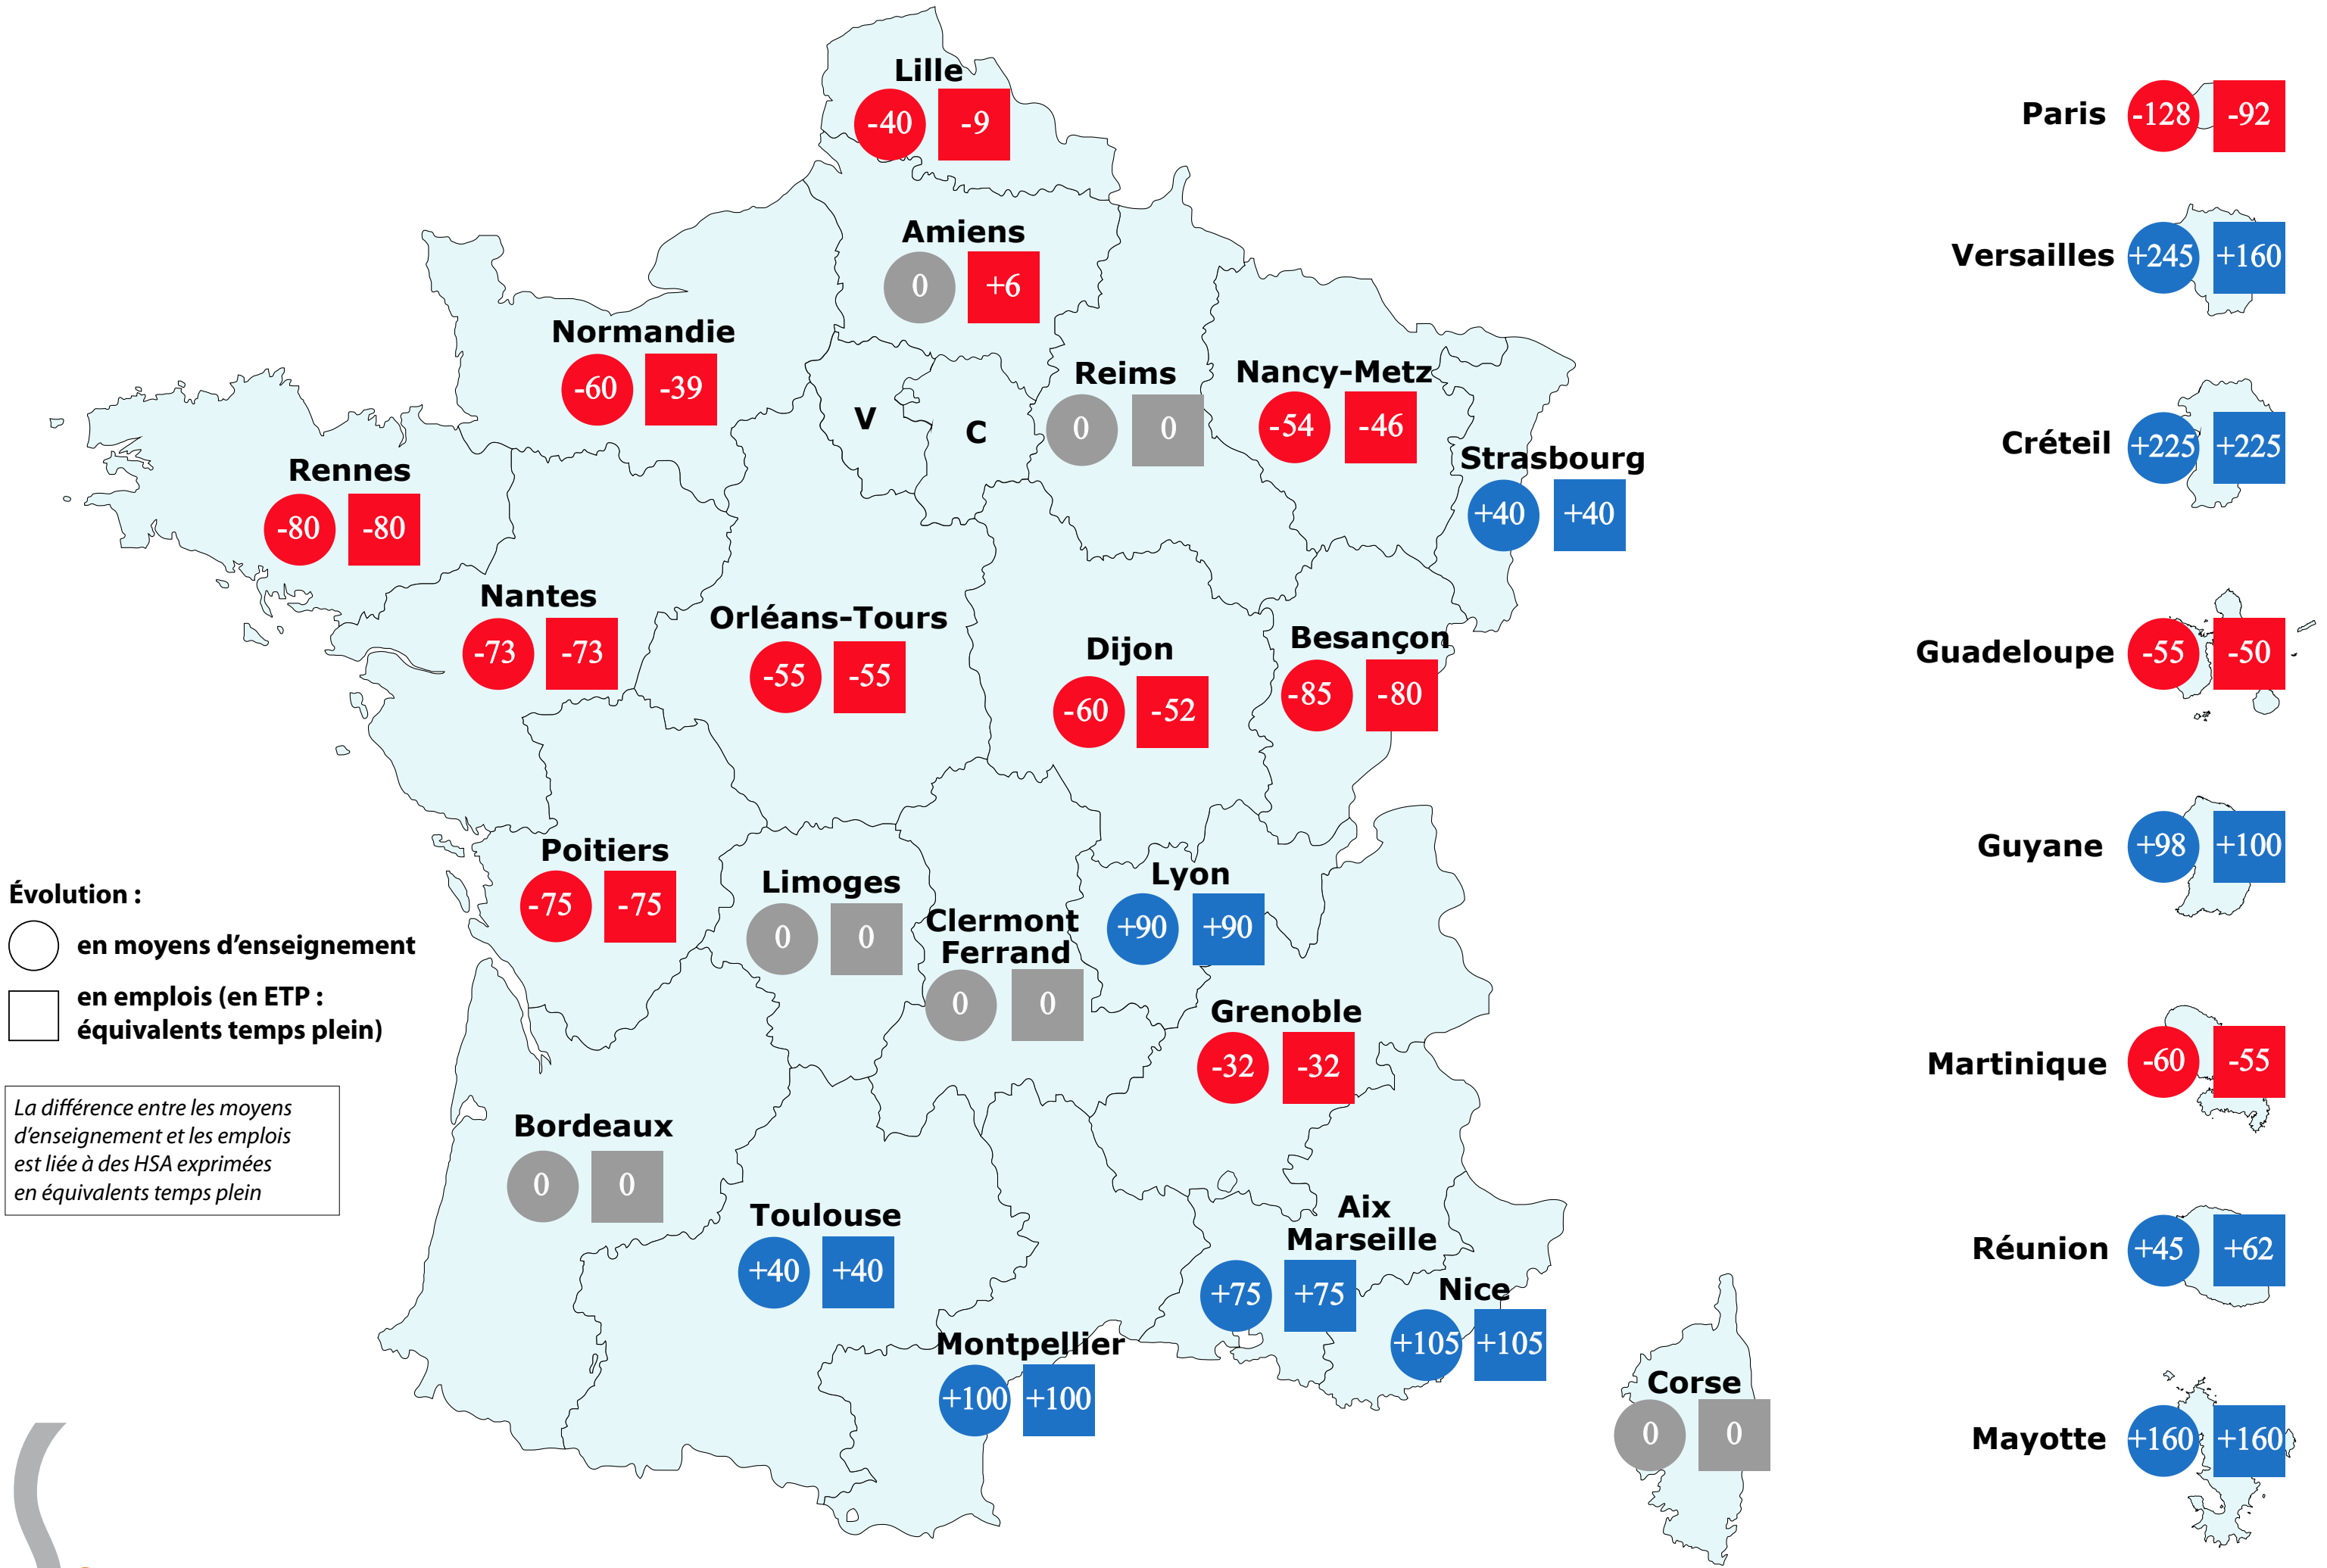 Lille
-40 -9
Amiens
0 +6
Normandie
-60 -39
V
C
Reims
0 0
Nancy-Metz
-54 -46
Strasbourg
+40 +40
Rennes
-80 -80
Nantes
-73 -73
Orléans-Tours
-55 -55
Dijon
-60 -52
Besançon
-85 -80
Poitiers
-75 -75
Limoges
0 0
Clermont
Ferrand
0 0
Lyon
+90 +90
Grenoble
-32 -32
Bordeaux
0 0
Toulouse
+40 +40
Aix
Marseille
+75 +75
Nice
+105 +105
Montpellier
+100 +100
Corse
0 0
Paris -128 -92
Versailles +245 +160
Créteil +225 +225
Guadeloupe -55 -50
Guyane +98 +100
Martinique -60 -55
Réunion +45 +62
Mayotte +160 +160
Évolution :
en moyens d’enseignement
en emplois (en ETP :
équivalents temps plein)
La différence entre les moyens
d’enseignement et les emplois
est liée à des HSA exprimées
en équivalents temps plein